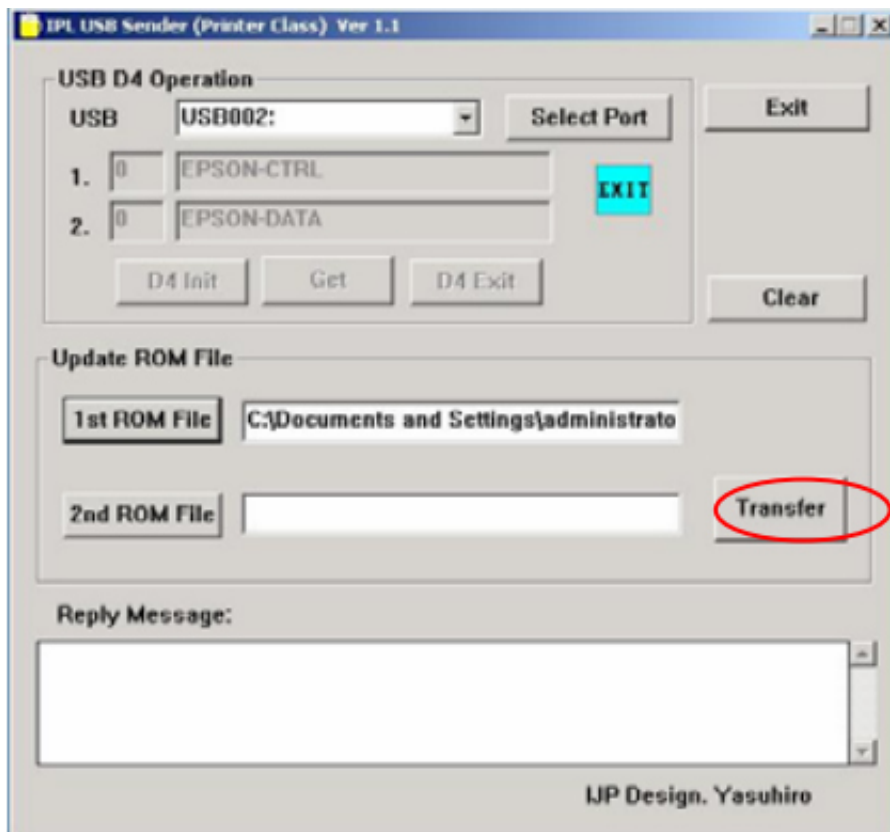 IPL USB Sender (Printer Class) Ver 1.1
USB D4 Operation
USB USB002: Select Port Exit
1. 0 EPSON-CTRL
EXIT
2. 0 EPSON-DATA
D4 Init Get D4 Exit
Clear
Update ROM File
1st ROM File C:\Documents and Settings\administrato
2nd ROM File Transfer
Reply Message:
IJP Design. Yasuhiro